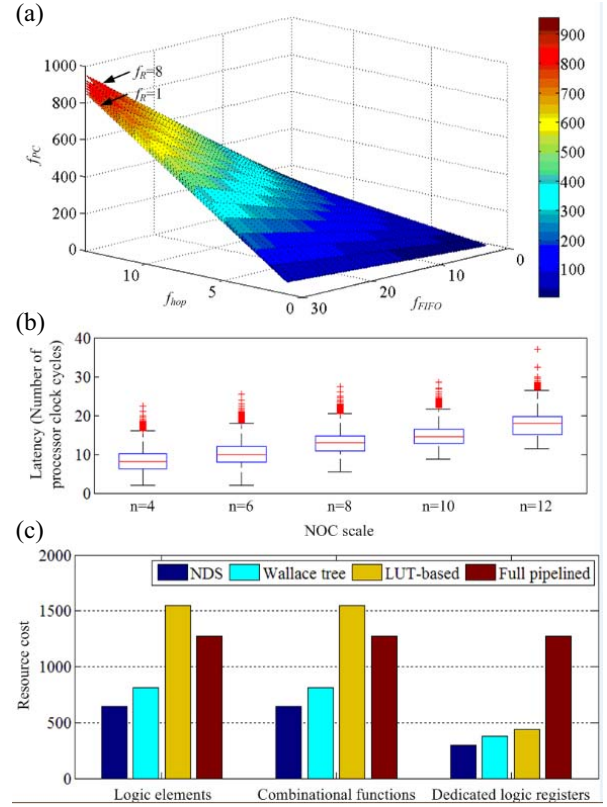 (a)
1000
800
600
400
200
0
f_PC
f_R=8
f_R=1
10
5
0
f_hop
30
20
10
0
f_FIFO
900
800
700
600
500
400
300
200
100
(b)
40
30
20
10
0
Latency (Number of
processor clock cycles)
n=4 n=6 n=8 n=10 n=12
NOC scale
(c)
2000
1500
1000
500
0
Resource cost
NDS Wallace tree LUT-based Full pipelined
Logic elements Combinational functions Dedicated logic registers